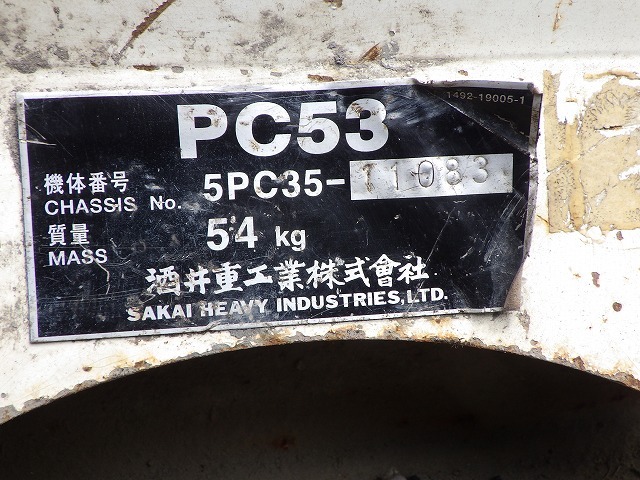 1492-19005-1
PC53
機体番号
CHASSIS No. 5PC35-11083
質量
MASS 54 kg
酒井重工業株式會社
SAKAI HEAVY INDUSTRIES,LTD.